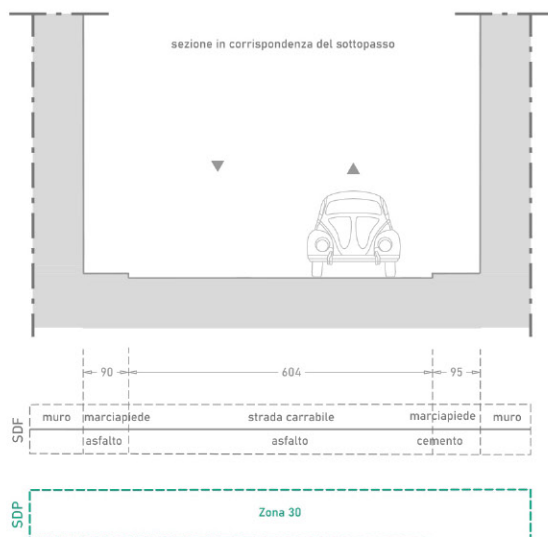 sezione in corrispondenza del sottopasso
90 604 95
SDF
muro marciapiede strada carrabile marciapiede muro
asfalto asfalto cemento
SDP
Zona 30